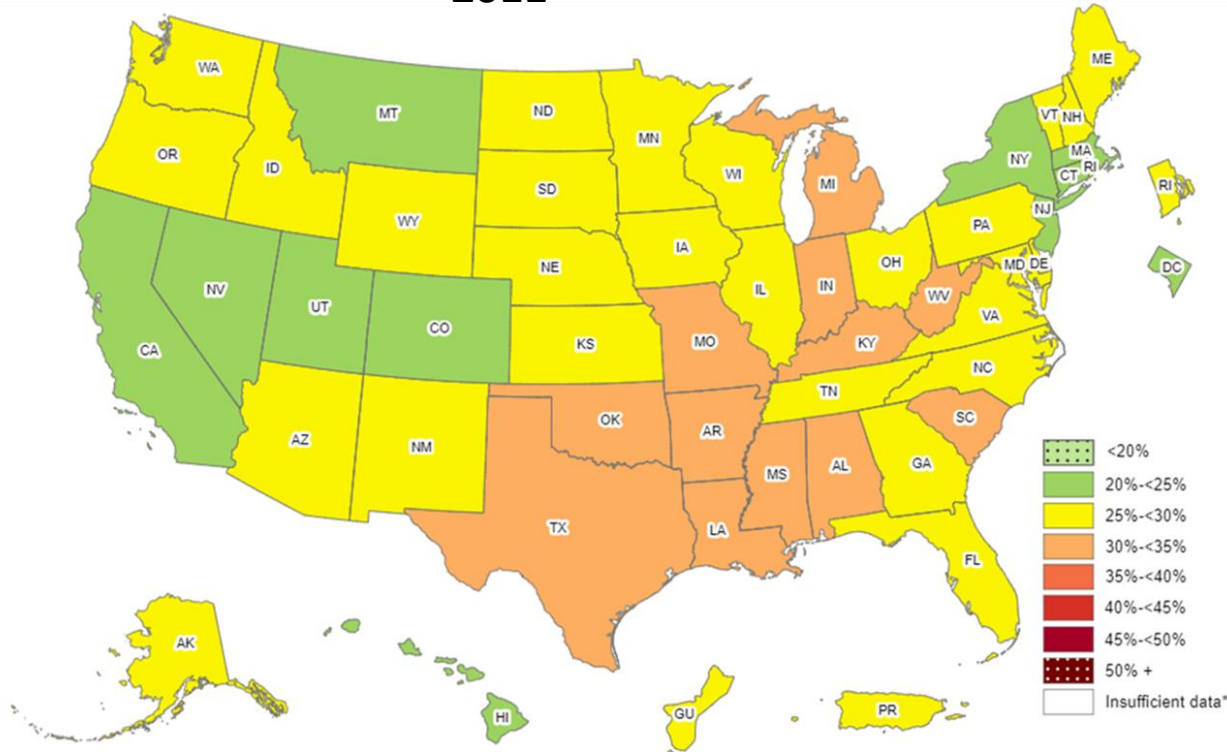 2011
WA
MT
ND
MN
OR
ID
SD
WY
WI
MI
NY
VT
NH
ME
MA
CT
RI
RI
NJ
PA
DC
IA
NE
NV
UT
CO
CA
IL
IN
OH
MD
DE
WV
VA
KS
MO
KY
NC
TN
AZ
NM
OK
AR
SC
MS
AL
GA
TX
LA
FL
AK
HI
GU
PR
<20%
20%-<25%
25%-<30%
30%-<35%
35%-<40%
40%-<45%
45%-<50%
50% +
Insufficient data*